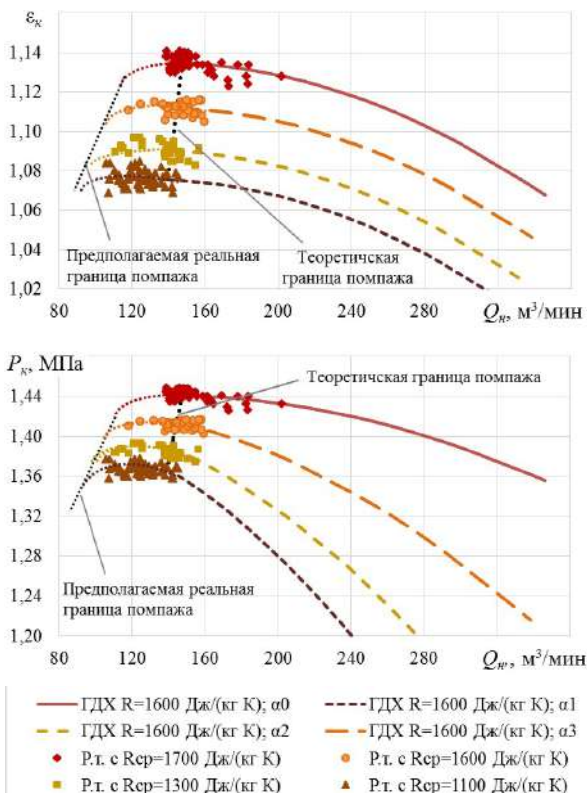 εк
1,14
1,12
1,10
1,08
1,06
1,04
1,02
Предполагаемая реальная
граница помпажа
Теоретичская
граница помпажа
80 120 160 200 240 280
Qн, м³/мин
Pк, МПа
1,44
1,40
1,36
1,32
1,28
1,24
1,20
Теоретичская граница помпажа
Предполагаемая реальная
граница помпажа
80 120 160 200 240 280
Qн, м³/мин
ГДХ R=1600 Дж/(кг К); α0
ГДХ R=1600 Дж/(кг К); α1
ГДХ R=1600 Дж/(кг К); α2
ГДХ R=1600 Дж/(кг К); α3
Р.т. с Rср=1700 Дж/(кг К)
Р.т. с Rср=1600 Дж/(кг К)
Р.т. с Rср=1300 Дж/(кг К)
Р.т. с Rср=1100 Дж/(кг К)